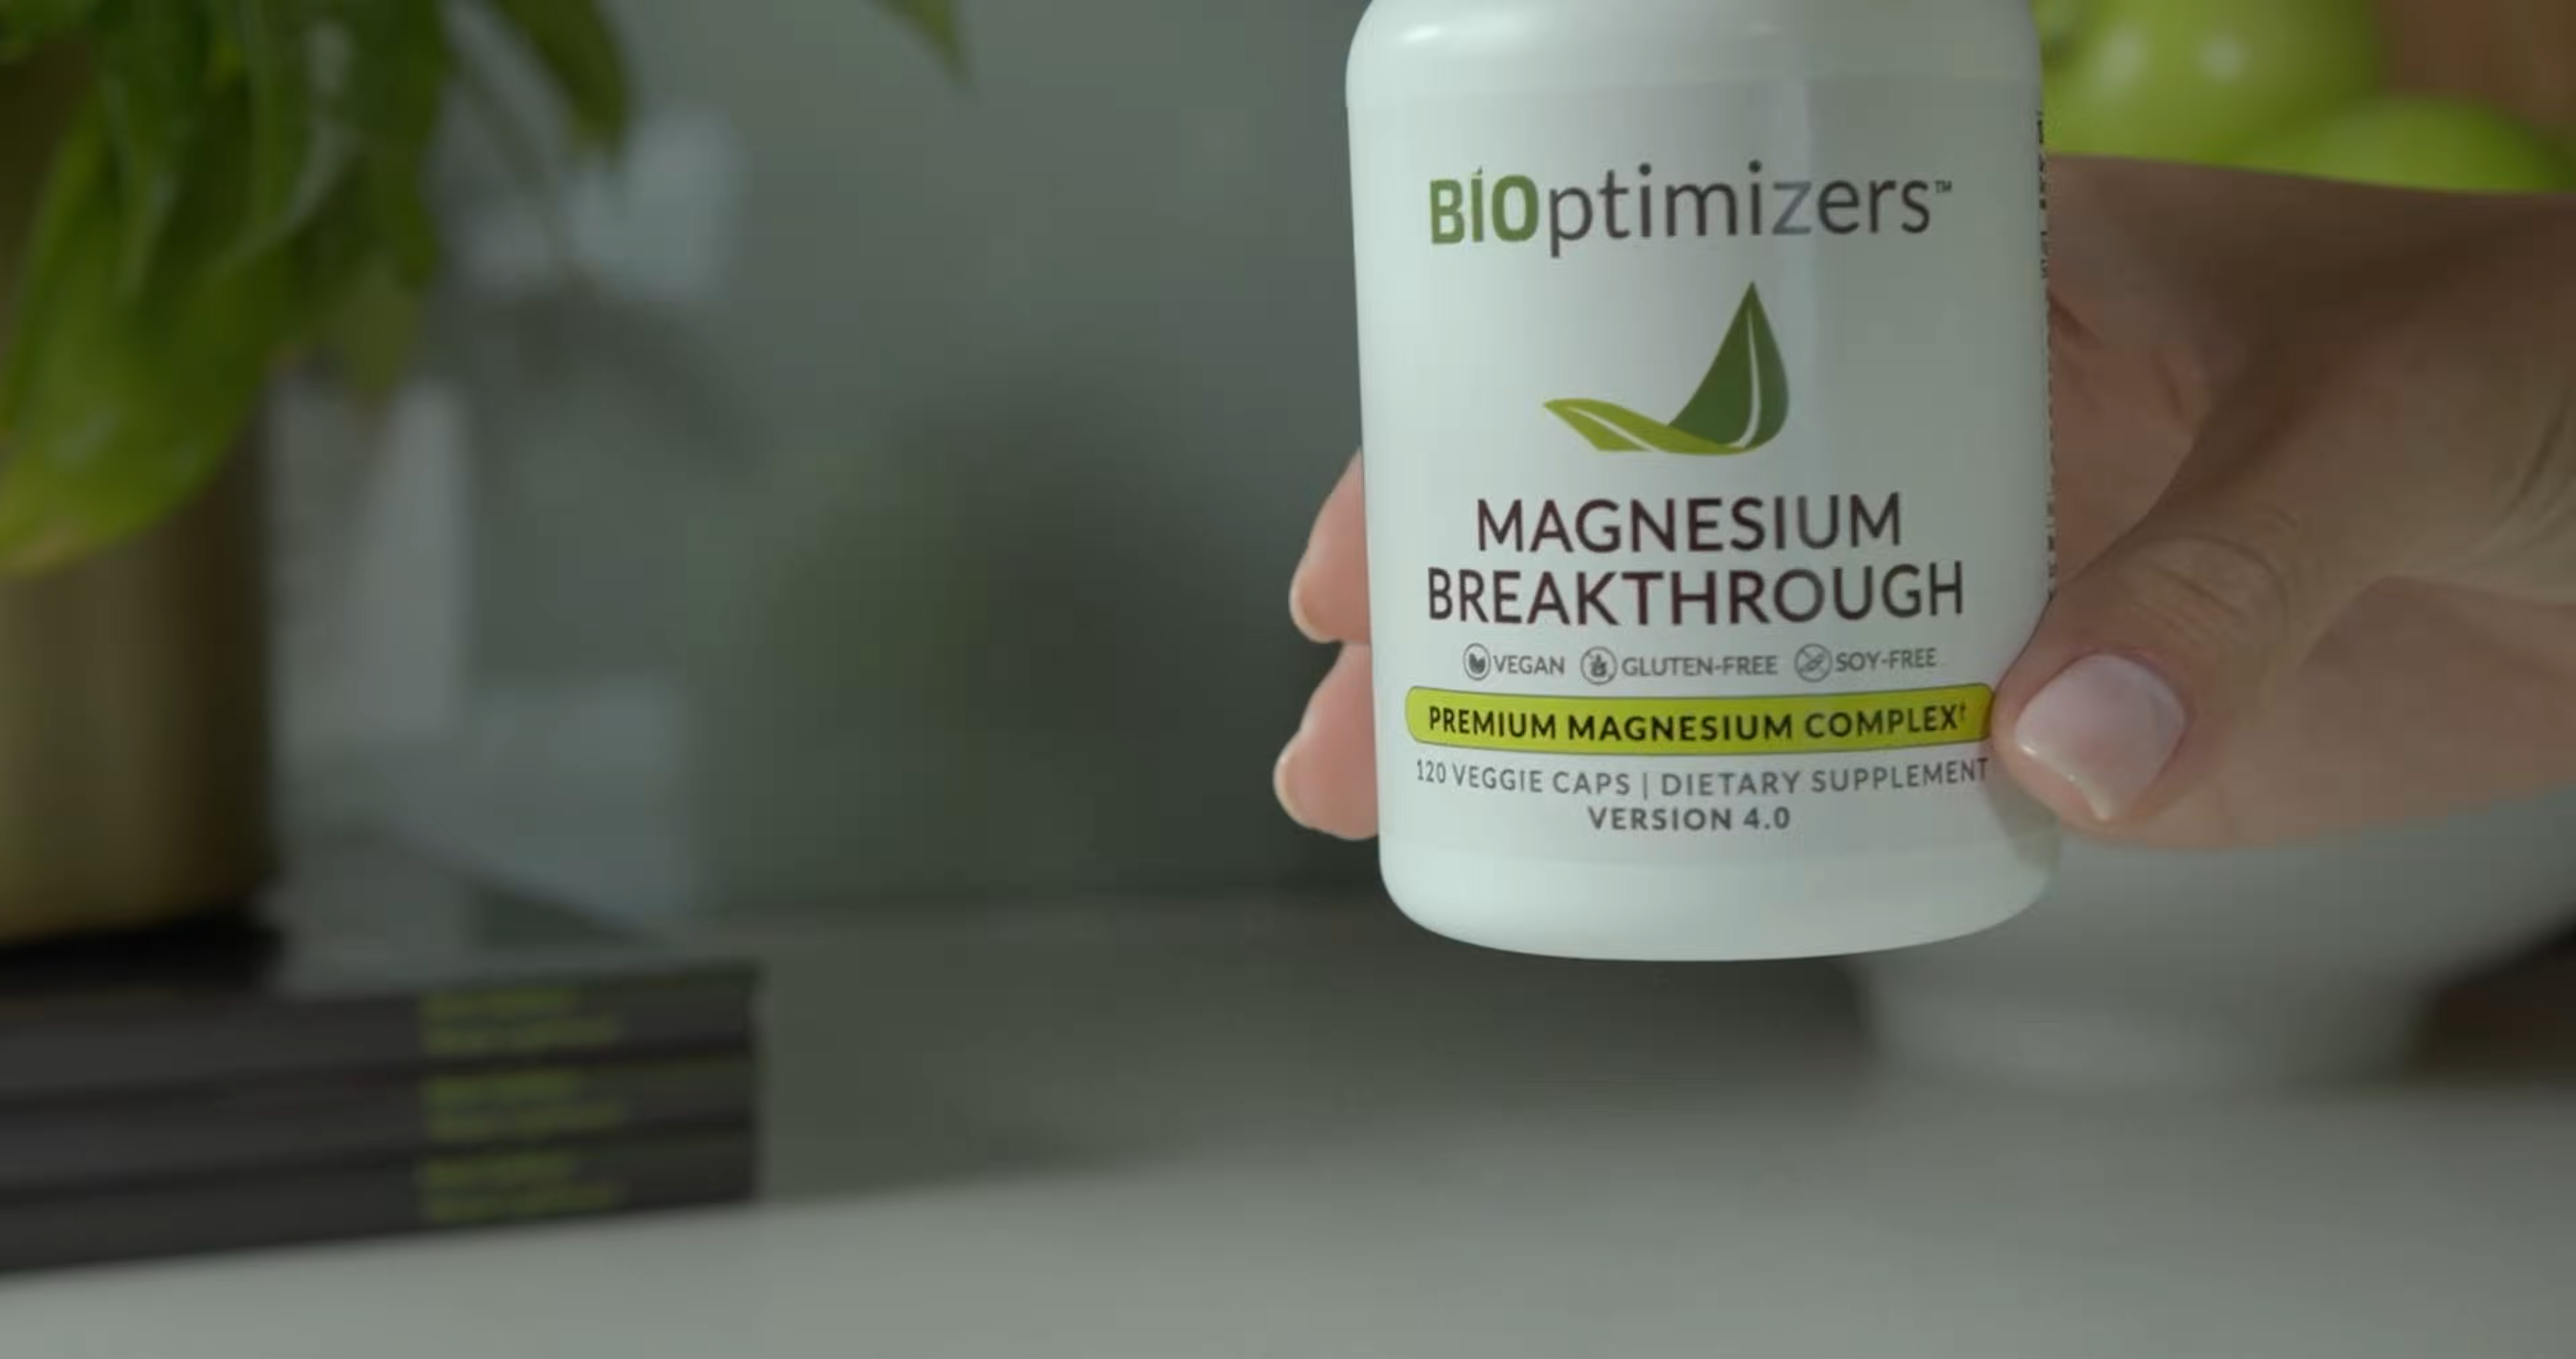 BIOptimizers™
MAGNESIUM
BREAKTHROUGH
VEGAN GLUTEN-FREE SOY-FREE
PREMIUM MAGNESIUM COMPLEX†
120 VEGGIE CAPS | DIETARY SUPPLEMENT
VERSION 4.0